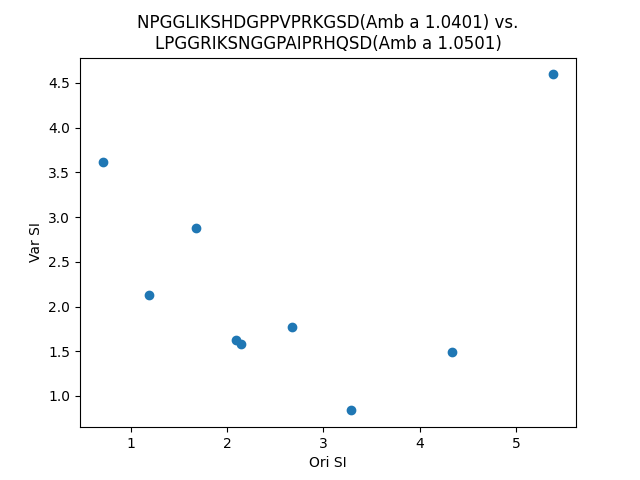 NPGGLIKSHDGPPVPRKGSD(Amb a 1.0401) vs.
LPGGRIKSNGGPAIPRHQSD(Amb a 1.0501)
4.5
4.0
3.5
3.0
2.5
2.0
1.5
1.0
Var SI
1 2 3 4 5
Ori SI